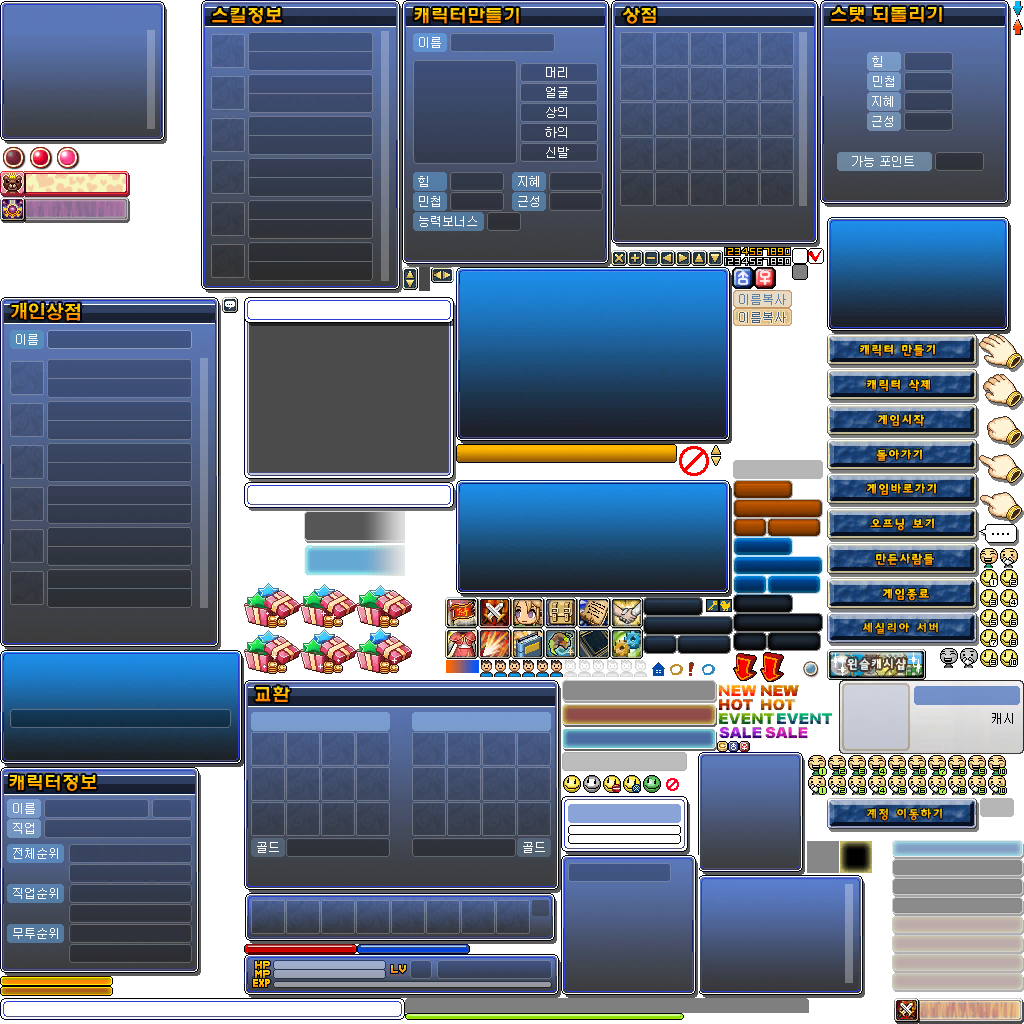 스킬정보
캐릭터만들기
이름
머리
얼굴
상의
하의
신발
힘
지혜
민첩
근성
능력보너스
상점
스탯 되돌리기
힘
민첩
지혜
근성
가능 포인트
1234567890
1234567890
이름복사
이름복사
개인상점
이름
캐릭터 만들기
캐릭터 삭제
게임시작
돌아가기
게임바로가기
오프닝 보기
만든사람들
게임종료
세실리아 서버
윈슬캐시샵
캐시
계정 이동하기
교환
골드
골드
NEW NEW
HOT HOT
EVENT EVENT
SALE SALE
캐릭터정보
이름
직업
전체순위
직업순위
무투순위
HP
MP
EXP
LV